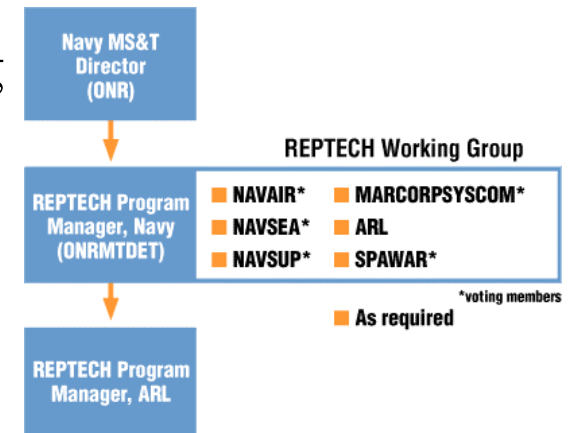 Navy MS&T
Director
(ONR)
REPTECH Working Group
REPTECH Program
Manager, Navy
(ONRMTDET)
NAVAIR*
MARCORPSYSCOM*
NAVSEA*
ARL
NAVSUP*
SPAWAR*
*voting members
As required
REPTECH Program
Manager, ARL